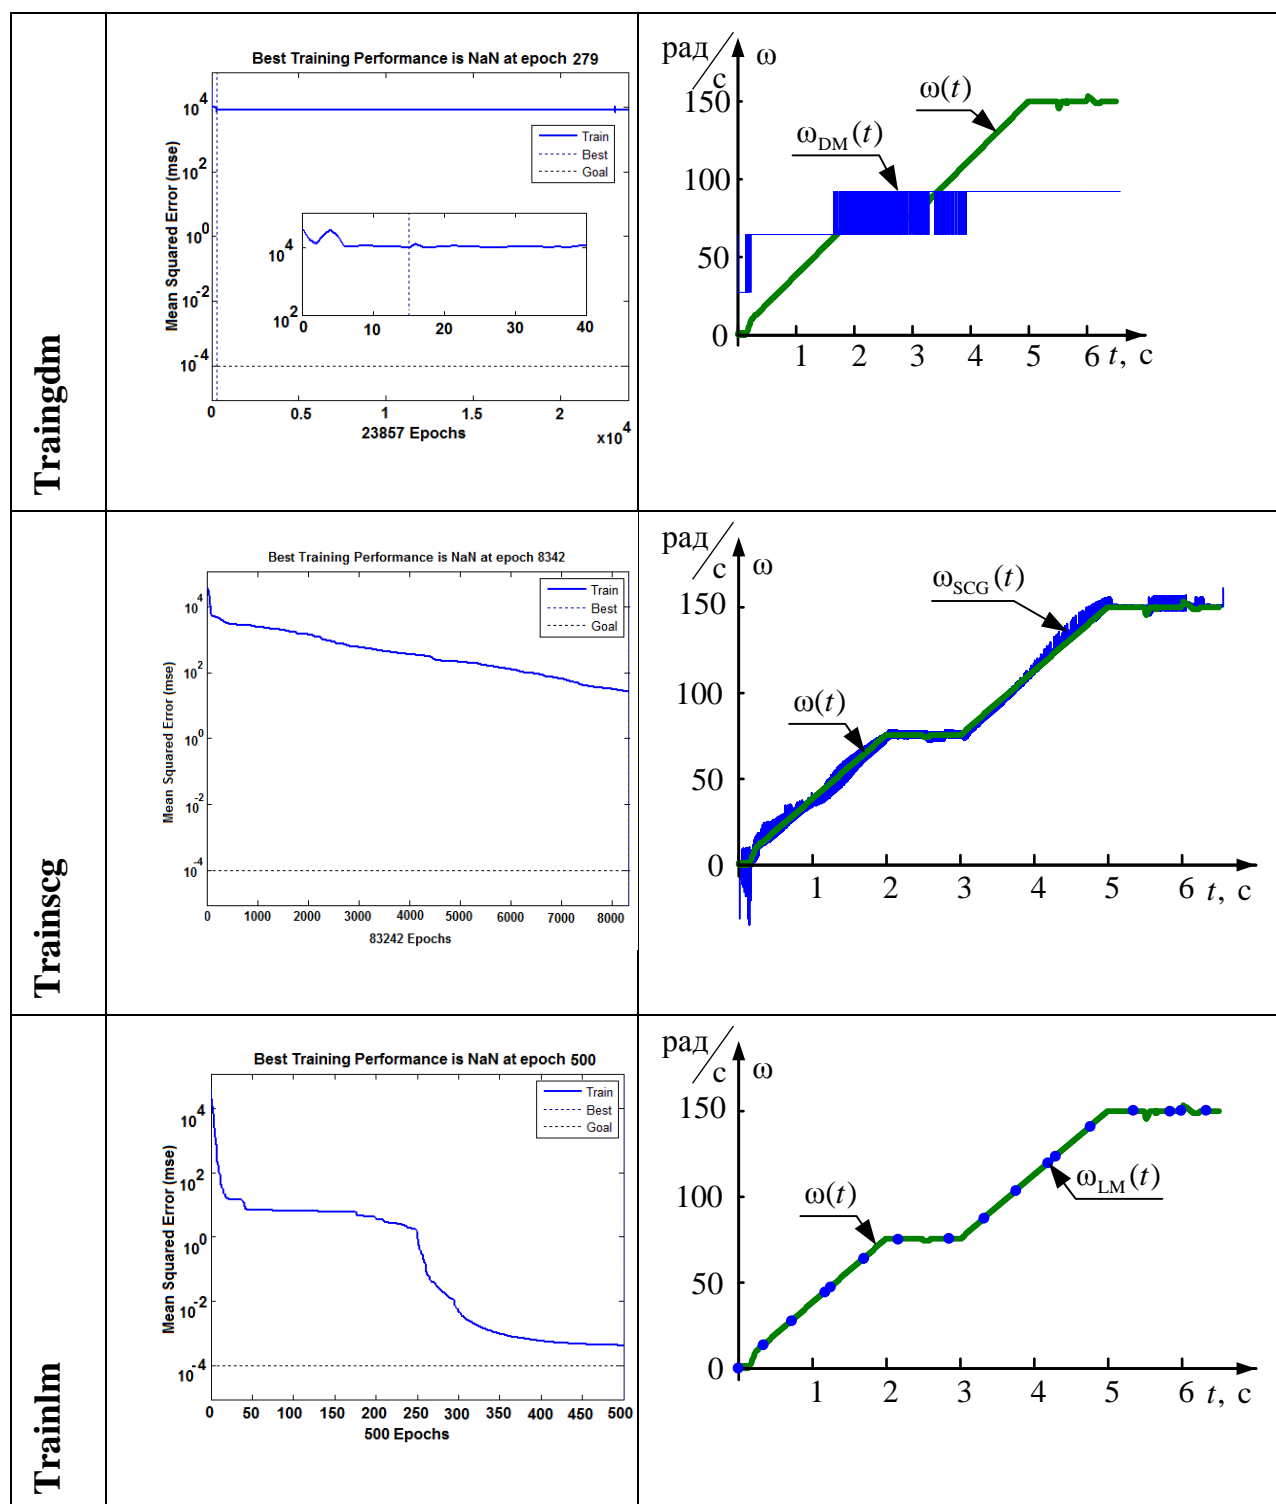 Traingdm
Best Training Performance is NaN at epoch 279
Mean Squared Error (mse)
10^4
10^2
10^0
10^-2
10^-4
Train
Best
Goal
10^4
10^2
0 10 20 30 40
0 0.5 1 1.5 2
x10^4
23857 Epochs
рад/с ω
150
100
50
0
ω(t)
ω_DM(t)
1 2 3 4 5 6 t, с
Trainscg
Best Training Performance is NaN at epoch 8342
Mean Squared Error (mse)
10^4
10^2
10^0
10^-2
10^-4
Train
Best
Goal
0 1000 2000 3000 4000 5000 6000 7000 8000
83242 Epochs
рад/с ω
150
100
50
0
ω_SCG(t)
ω(t)
1 2 3 4 5 6 t, с
Trainlm
Best Training Performance is NaN at epoch 500
Mean Squared Error (mse)
10^4
10^2
10^0
10^-2
10^-4
Train
Best
Goal
0 50 100 150 200 250 300 350 400 450 500
500 Epochs
рад/с ω
150
100
50
0
ω(t)
ω_LM(t)
1 2 3 4 5 6 t, с